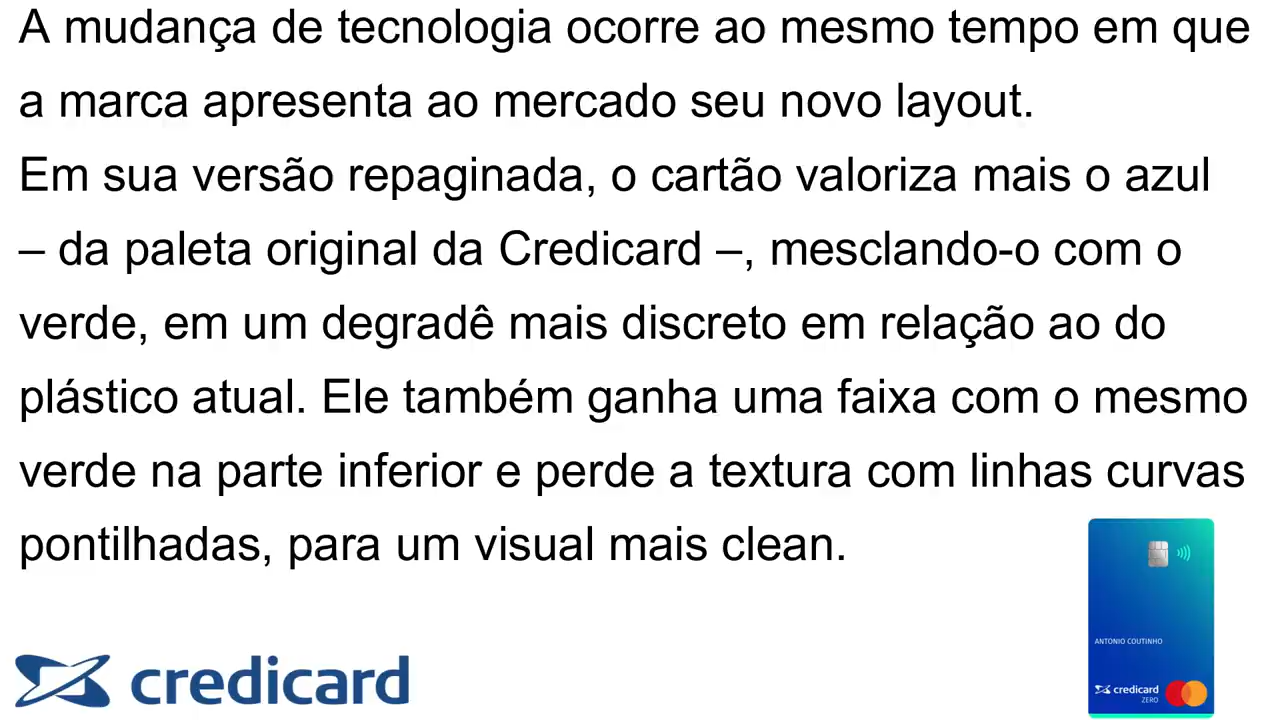 A mudança de tecnologia ocorre ao mesmo tempo em que
a marca apresenta ao mercado seu novo layout.
Em sua versão repaginada, o cartão valoriza mais o azul
– da paleta original da Credicard –, mesclando-o com o
verde, em um degradê mais discreto em relação ao do
plástico atual. Ele também ganha uma faixa com o mesmo
verde na parte inferior e perde a textura com linhas curvas
pontilhadas, para um visual mais clean.
ANTONIO COUTINHO
credicard
ZERO
credicard